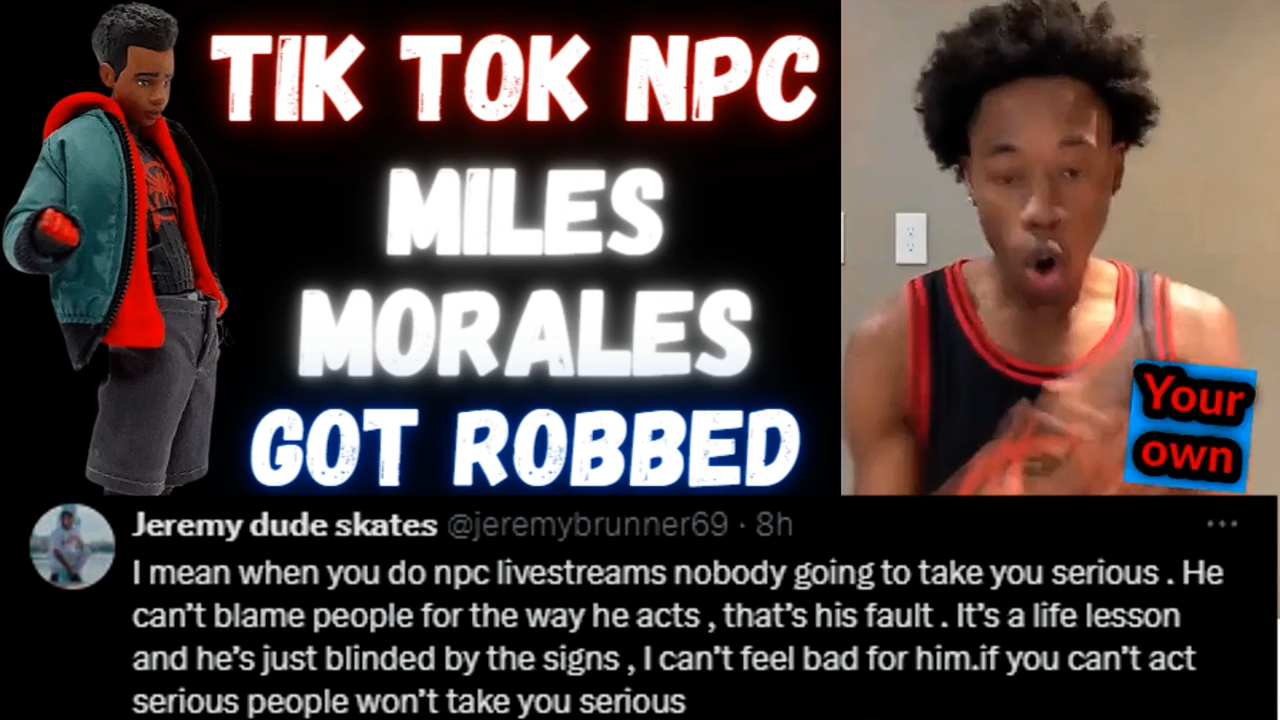 TIK TOK NPC
MILES
MORALES
GOT ROBBED
Your
own
Jeremy dude skates @jeremybrunner69 · 8h
I mean when you do npc livestreams nobody going to take you serious . He
can't blame people for the way he acts , that's his fault . It's a life lesson
and he's just blinded by the signs , I can't feel bad for him.if you can't act
serious people won't take you serious